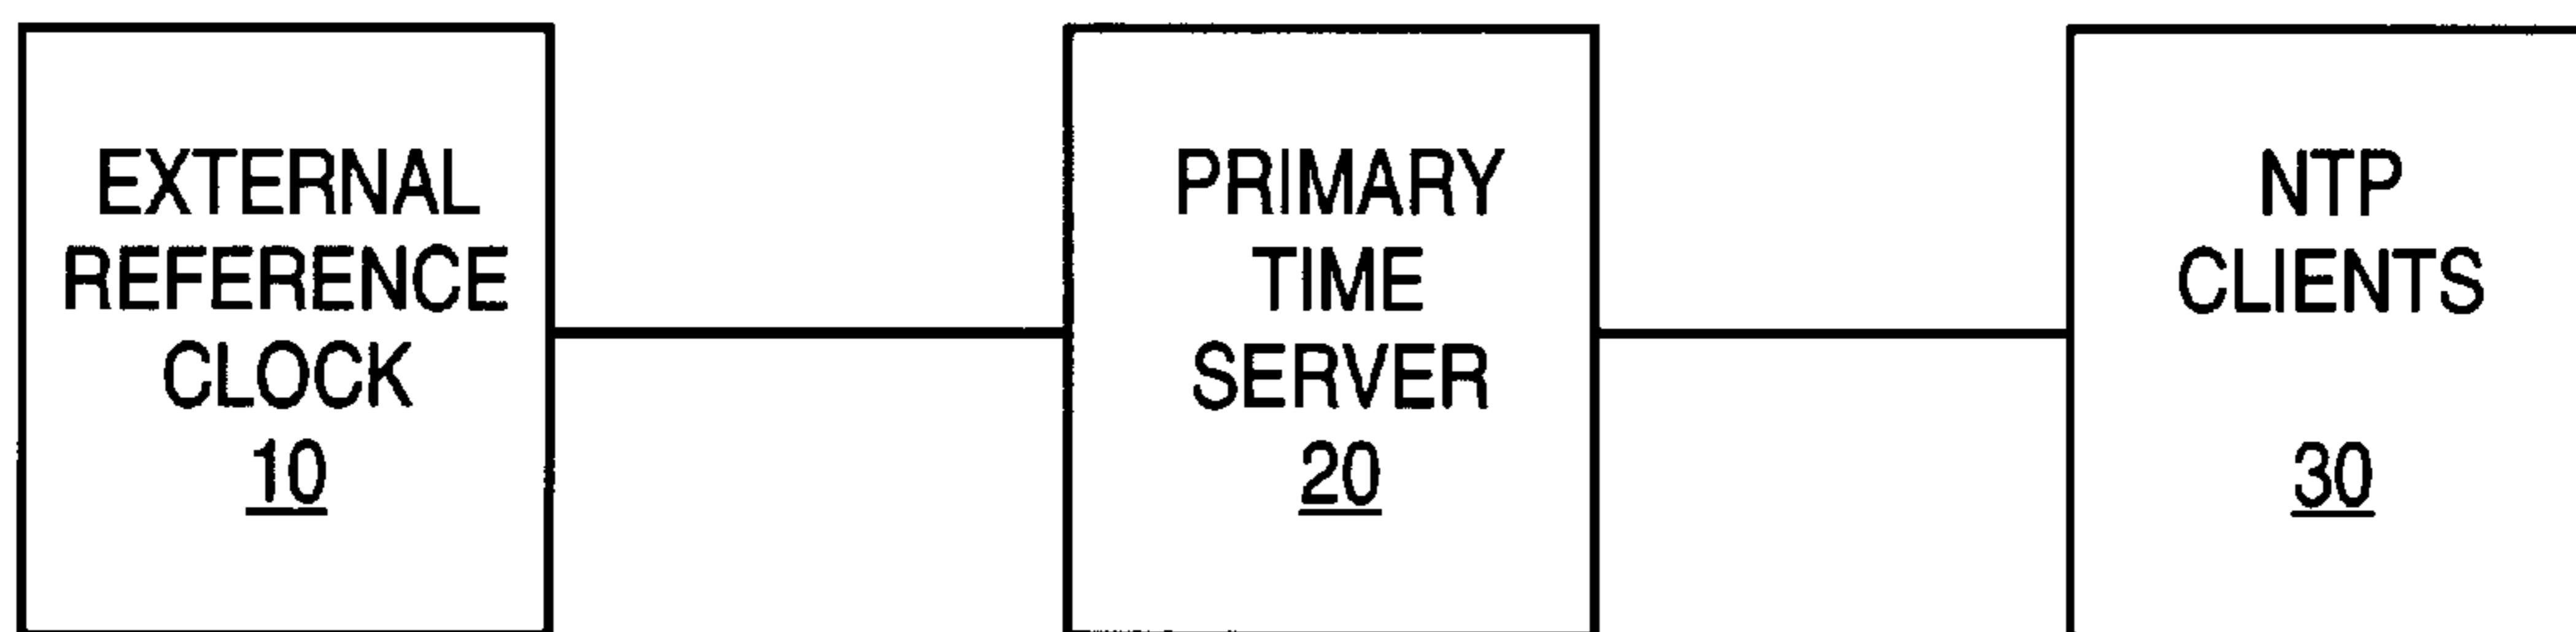 EXTERNAL
REFERENCE
CLOCK
10
PRIMARY
TIME
SERVER
20
NTP
CLIENTS
30